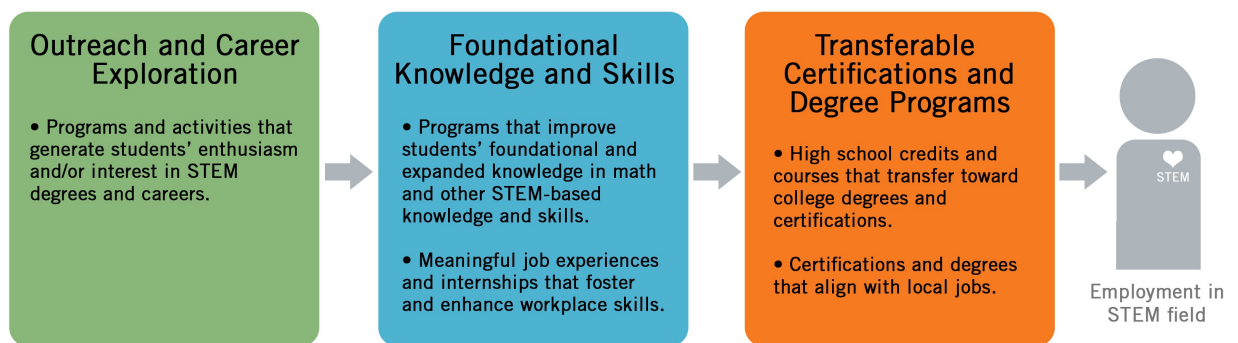 Outreach and Career
Exploration
• Programs and activities that
generate students’ enthusiasm
and/or interest in STEM
degrees and careers.
Foundational
Knowledge and Skills
• Programs that improve
students’ foundational and
expanded knowledge in math
and other STEM-based
knowledge and skills.
• Meaningful job experiences
and internships that foster
and enhance workplace skills.
Transferable
Certifications and
Degree Programs
• High school credits and
courses that transfer toward
college degrees and
certifications.
• Certifications and degrees
that align with local jobs.
STEM
Employment in
STEM field